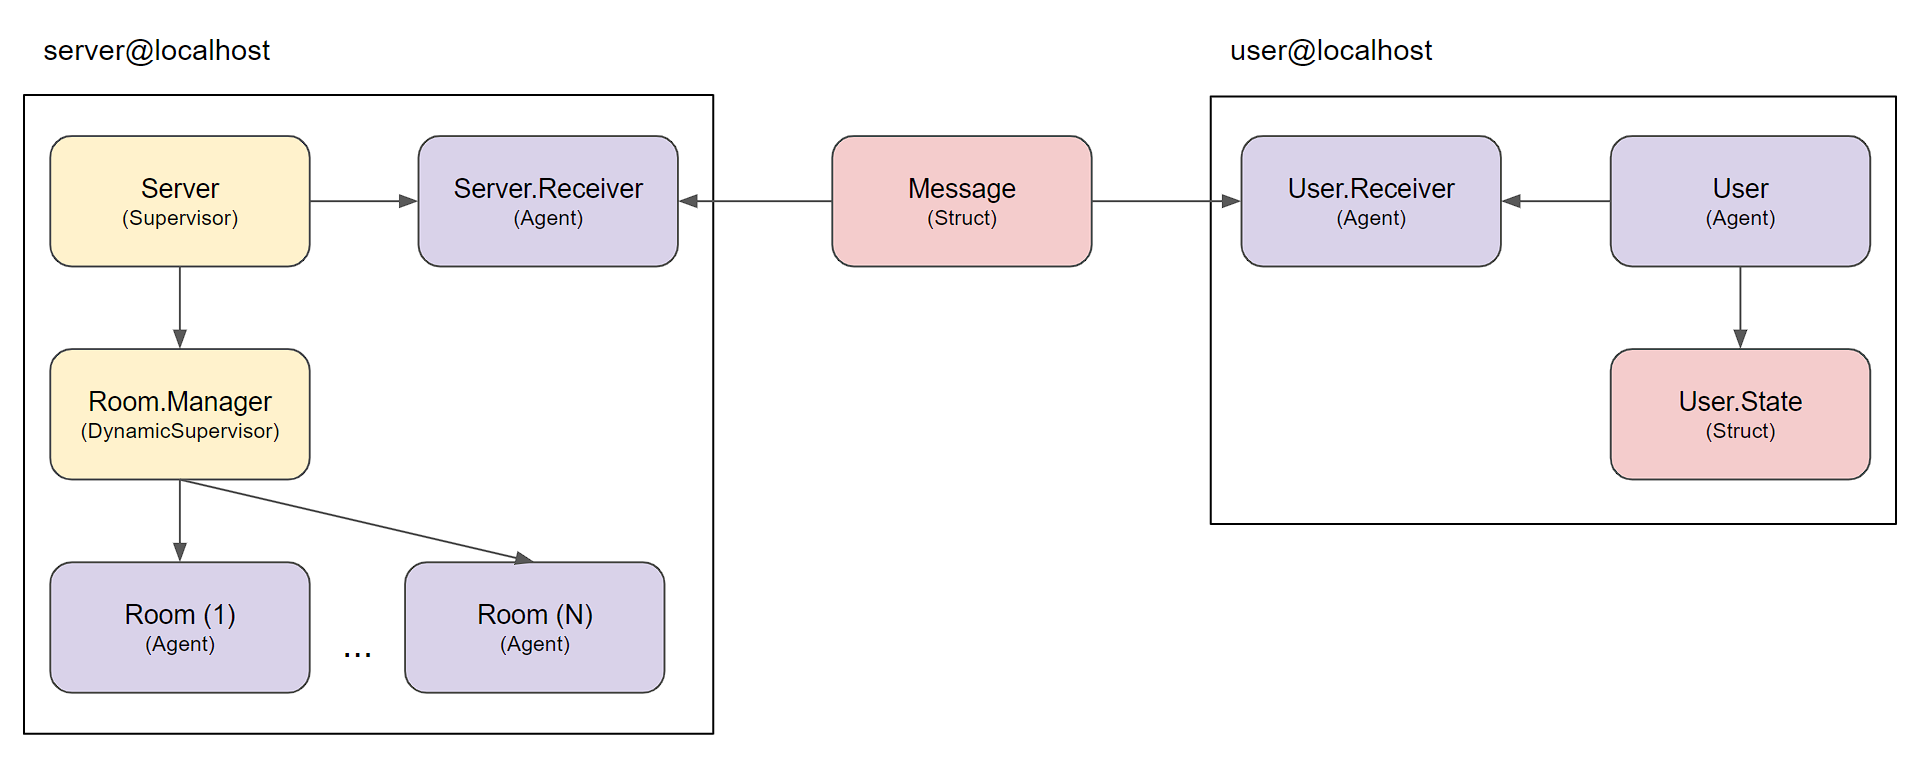 server@localhost
user@localhost
Server
(Supervisor)
Server.Receiver
(Agent)
Message
(Struct)
User.Receiver
(Agent)
User
(Agent)
Room.Manager
(DynamicSupervisor)
User.State
(Struct)
Room (1)
(Agent)
...
Room (N)
(Agent)